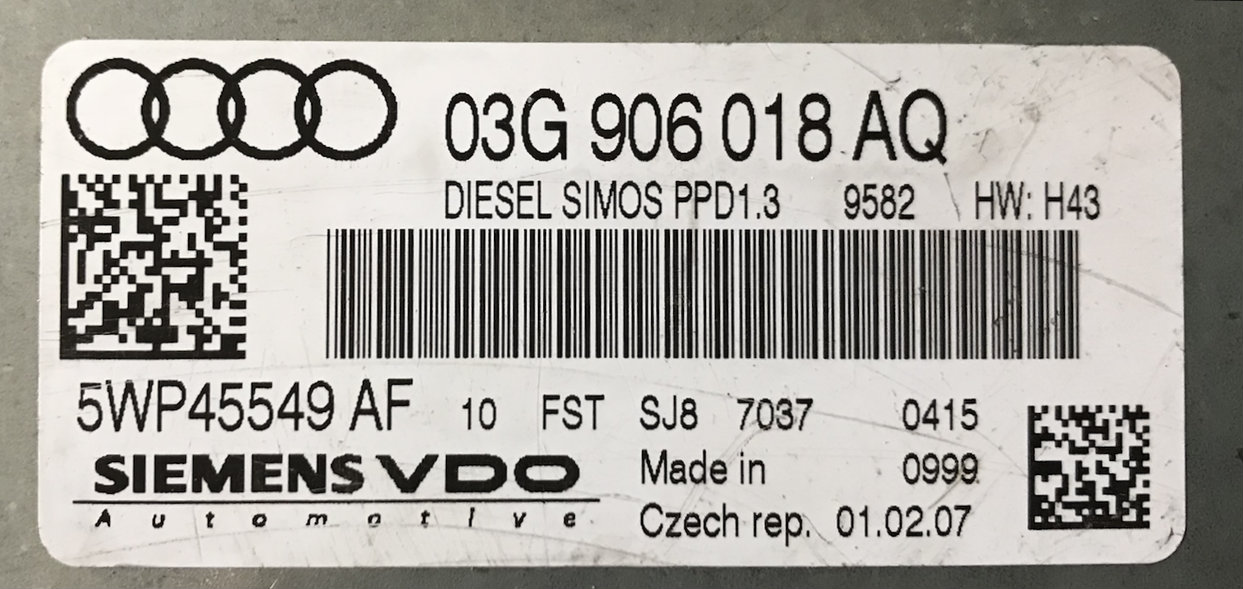 03G 906 018 AQ
DIESEL SIMOS PPD1.3 9582 HW: H43
5WP45549 AF 10 FST SJ8 7037 0415
SIEMENS VDO
Automotive
Made in 0999
Czech rep. 01.02.07